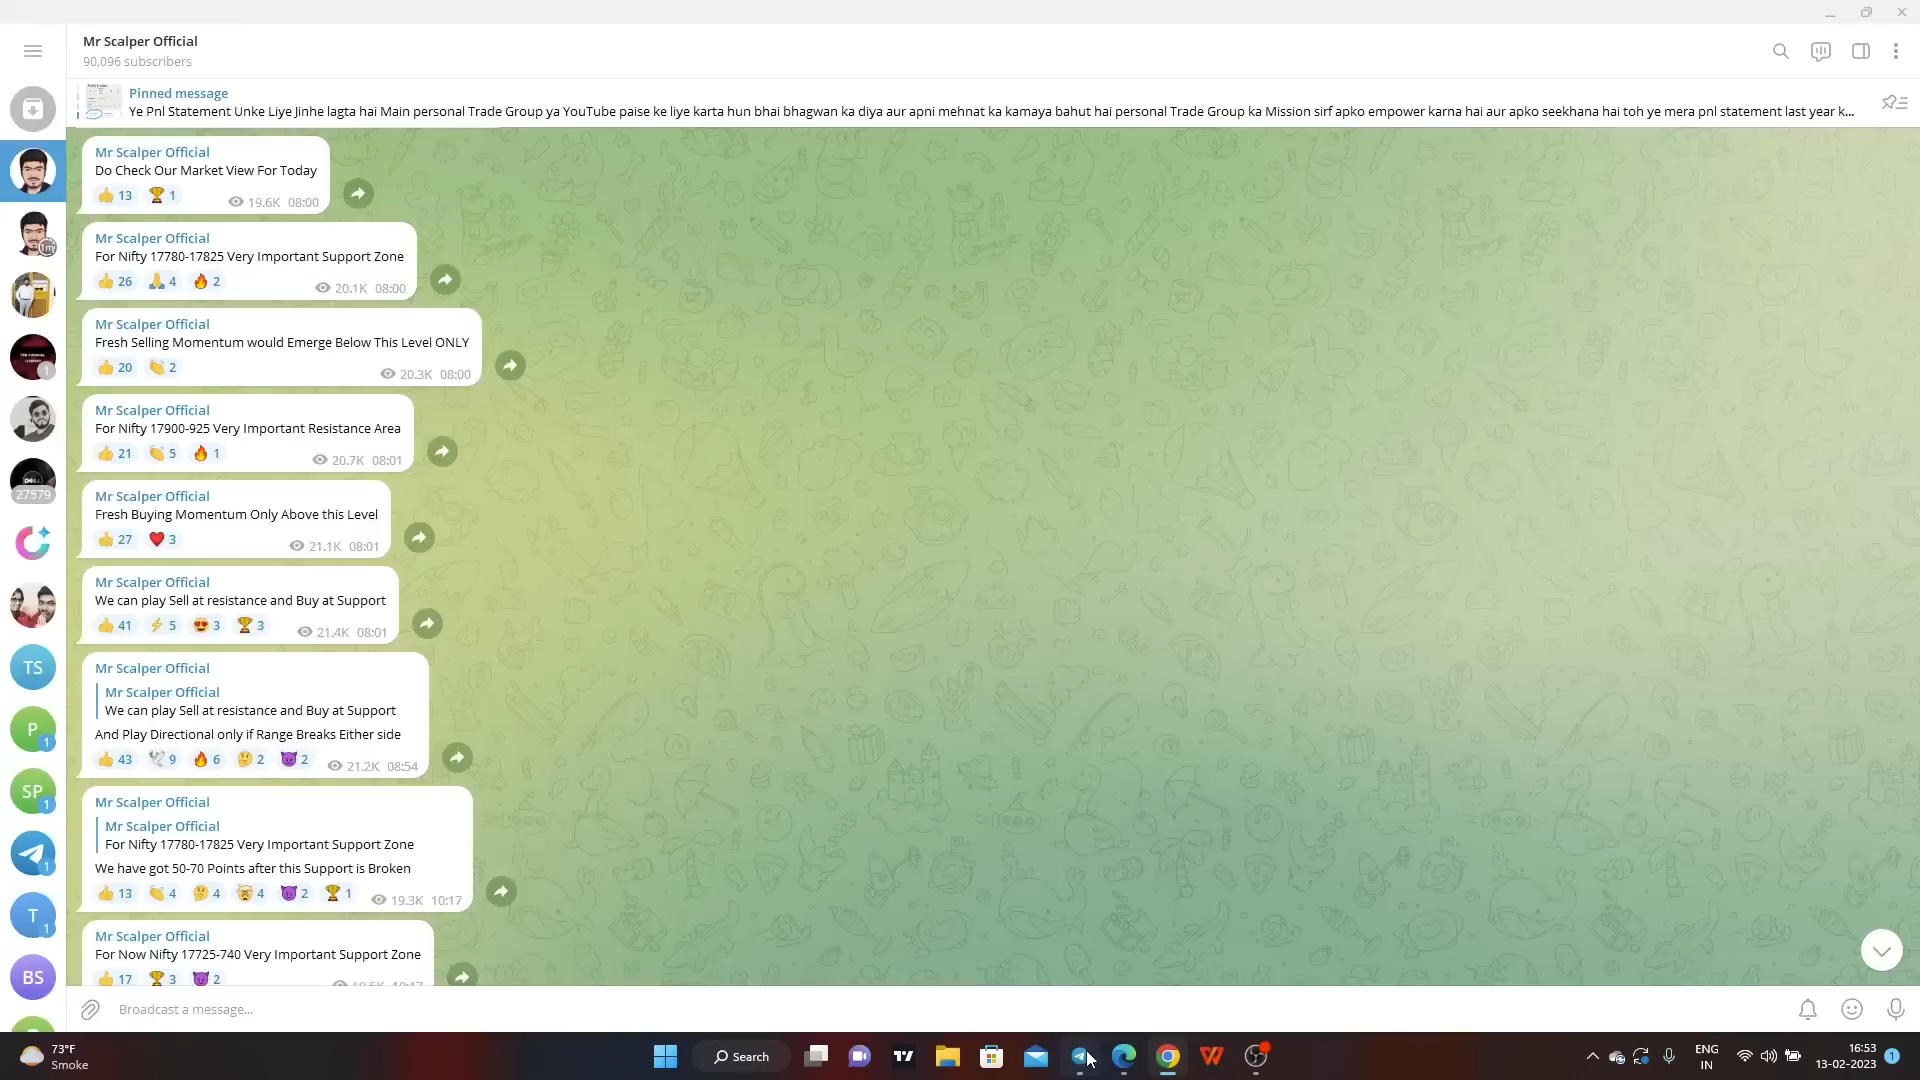 Mr Scalper Official
90,096 subscribers
Pinned message
Ye Pnl Statement Unke Liye Jinhe lagta hai Main personal Trade Group ya YouTube paise ke liye karta hun bhai bhagwan ka diya aur apni mehnat ka kamaya bahut hai personal Trade Group ka Mission sirf apko empower karna hai aur apko seekhana hai toh ye mera pnl statement last year k...
Mr Scalper Official
Do Check Our Market View For Today
13 1 19.6K 08:00
Mr Scalper Official
For Nifty 17780-17825 Very Important Support Zone
26 4 2 20.1K 08:00
Mr Scalper Official
Fresh Selling Momentum would Emerge Below This Level ONLY
20 2 20.3K 08:00
Mr Scalper Official
For Nifty 17900-925 Very Important Resistance Area
21 5 1 20.7K 08:01
Mr Scalper Official
Fresh Buying Momentum Only Above this Level
27 3 21.1K 08:01
Mr Scalper Official
We can play Sell at resistance and Buy at Support
41 5 3 3 21.4K 08:01
Mr Scalper Official
Mr Scalper Official
We can play Sell at resistance and Buy at Support
And Play Directional only if Range Breaks Either side
43 9 6 2 2 21.2K 08:54
Mr Scalper Official
Mr Scalper Official
For Nifty 17780-17825 Very Important Support Zone
We have got 50-70 Points after this Support is Broken
13 4 4 4 2 1 19.3K 10:17
Mr Scalper Official
For Now Nifty 17725-740 Very Important Support Zone
17 3 2
Broadcast a message...
1m
1
DELL
27579
TS
P 1
SP 1
1
T 1
BS
73°F
Smoke
Search
ENG
IN
16:53
13-02-2023
1